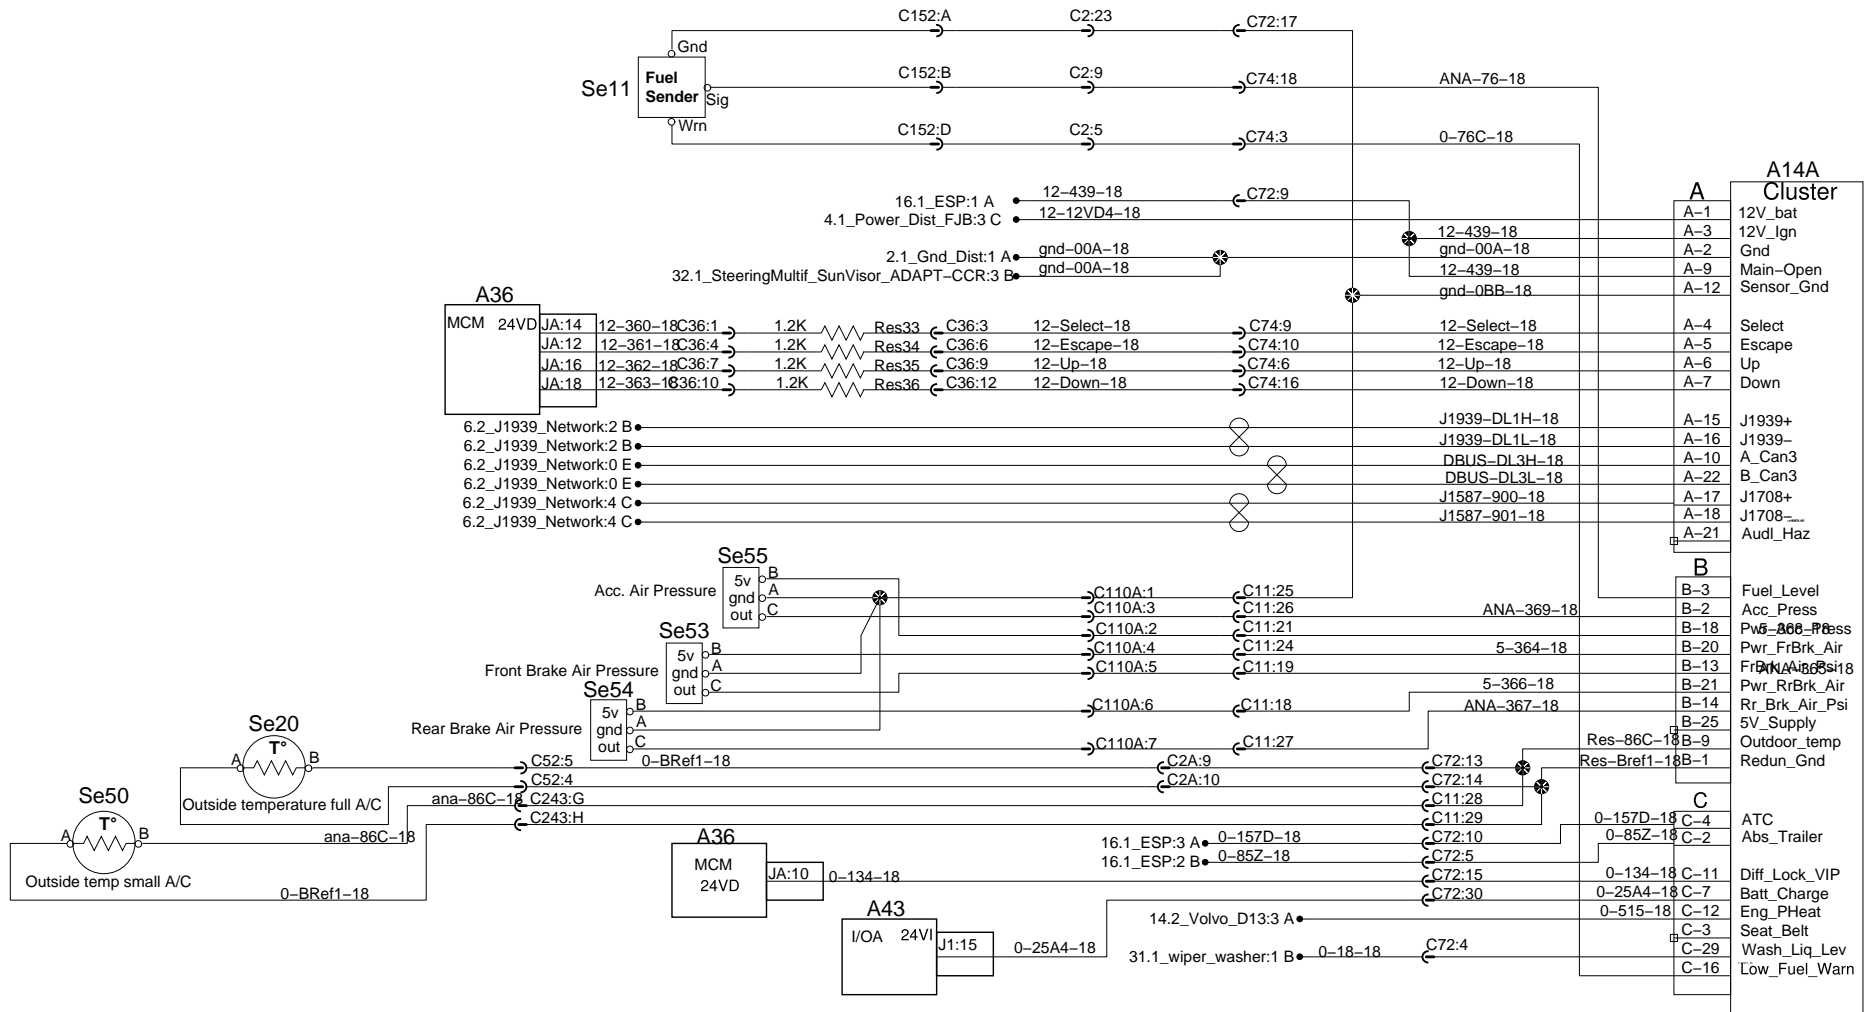 C152:A C2:23 C72:17
Gnd
Se11 Fuel Sender Sig
C152:B C2:9 C74:18 ANA-76-18
Wrn
C152:D C2:5 C74:3 0-76C-18
A14A
A Cluster
16.1_ESP:1 A 12-439-18 C72:9
4.1_Power_Dist_FJB:3 C 12-12VD4-18 A-1 12V_bat
12-439-18 A-3 12V_Ign
2.1_Gnd_Dist:1 A gnd-00A-18 gnd-00A-18 A-2 Gnd
32.1_SteeringMultif_SunVisor_ADAPT-CCR:3 B gnd-00A-18 12-439-18 A-9 Main-Open
gnd-0BB-18 A-12 Sensor_Gnd
A36
MCM 24VD
JA:14 12-360-18 C36:1 1.2K Res33 C36:3 12-Select-18 C74:9 12-Select-18 A-4 Select
JA:12 12-361-18 C36:4 1.2K Res34 C36:6 12-Escape-18 C74:10 12-Escape-18 A-5 Escape
JA:16 12-362-18 C36:7 1.2K Res35 C36:9 12-Up-18 C74:6 12-Up-18 A-6 Up
JA:18 12-363-18 C36:10 1.2K Res36 C36:12 12-Down-18 C74:16 12-Down-18 A-7 Down
6.2_J1939_Network:2 B J1939-DL1H-18 A-15 J1939+
6.2_J1939_Network:2 B J1939-DL1L-18 A-16 J1939-
6.2_J1939_Network:0 E DBUS-DL3H-18 A-10 A_Can3
6.2_J1939_Network:0 E DBUS-DL3L-18 A-22 B_Can3
6.2_J1939_Network:4 C J1587-900-18 A-17 J1708+
6.2_J1939_Network:4 C J1587-901-18 A-18 J1708-
A-21 Audl_Haz
Se55
B
Acc. Air Pressure 5v gnd out
B A C
C110A:1 C11:25 B-3 Fuel_Level
C110A:3 C11:26 ANA-369-18 B-2 Acc_Press
C110A:2 C11:21 B-18 Pwr_Acc_Press 5-368-18
Se53
Front Brake Air Pressure 5v gnd out
B A C
C110A:4 C11:24 5-364-18 B-20 Pwr_FrBrk_Air
C110A:5 C11:19 B-13 FrBrk_Air_Psi ANA-365-18
5-366-18 B-21 Pwr_RrBrk_Air
Se54
Rear Brake Air Pressure 5v gnd out
B A C
C110A:6 C11:18 ANA-367-18 B-14 Rr_Brk_Air_Psi
B-25 5V_Supply
C110A:7 C11:27 Res-86C-18 B-9 Outdoor_temp
Se20
T°
A B
C52:5 0-BRef1-18 C2A:9 C72:13 Res-Bref1-18 B-1 Redun_Gnd
C52:4 C2A:10 C72:14
Outside temperature full A/C
ana-86C-18 C243:G C11:28
C243:H C11:29
Se50
T°
A B
ana-86C-18
Outside temp small A/C
0-BRef1-18
C
16.1_ESP:3 A 0-157D-18 C72:10 0-157D-18 C-4 ATC
16.1_ESP:2 B 0-85Z-18 C72:5 0-85Z-18 C-2 Abs_Trailer
A36
MCM
24VD
JA:10 0-134-18 C72:15 0-134-18 C-11 Diff_Lock_VIP
C72:30 0-25A4-18 C-7 Batt_Charge
A43
I/OA 24VI
J1:15 0-25A4-18
14.2_Volvo_D13:3 A 0-515-18 C-12 Eng_PHeat
C-3 Seat_Belt
31.1_wiper_washer:1 B 0-18-18 C72:4 C-29 Wash_Liq_Lev
C-16 Low_Fuel_Warn